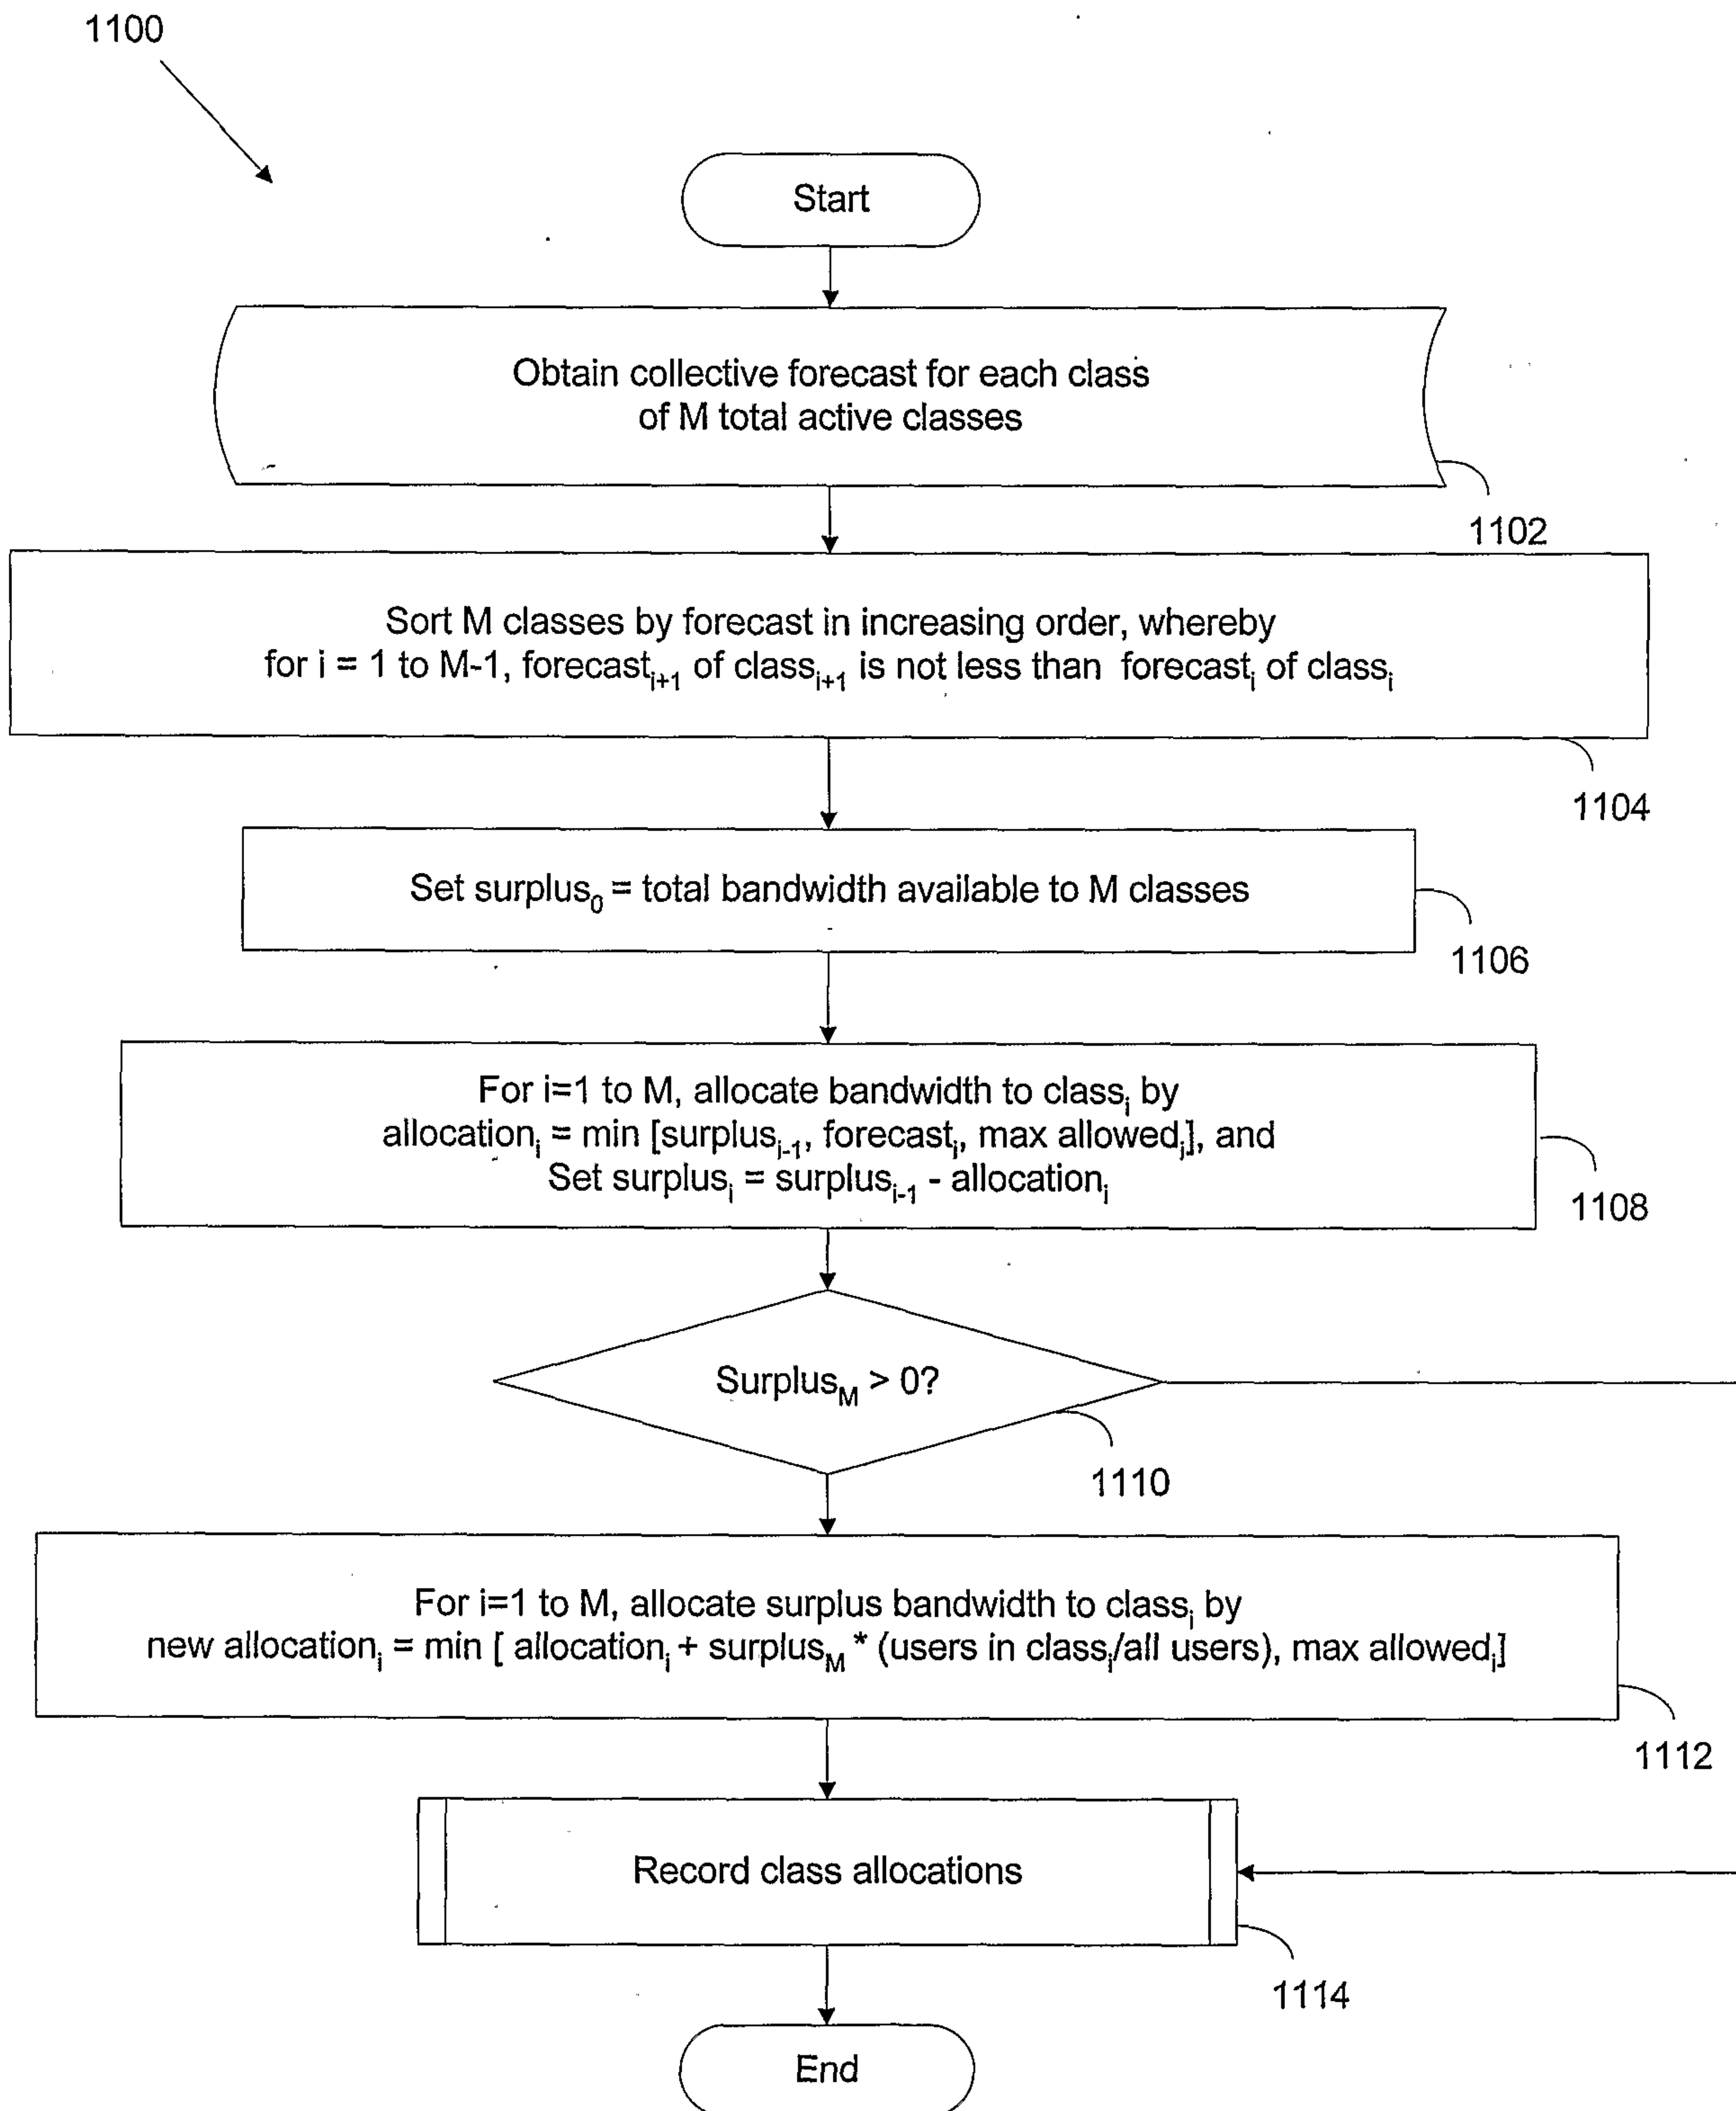 1100
Start
Obtain collective forecast for each class
of M total active classes
1102
Sort M classes by forecast in increasing order, whereby
for i = 1 to M-1, forecastᵢ₊₁ of classᵢ₊₁ is not less than forecastᵢ of classᵢ
1104
Set surplus₀ = total bandwidth available to M classes
1106
For i=1 to M, allocate bandwidth to classᵢ by
allocationᵢ = min [surplusᵢ₋₁, forecastᵢ, max allowedᵢ], and
Set surplusᵢ = surplusᵢ₋₁ - allocationᵢ
1108
Surplus_M > 0?
1110
For i=1 to M, allocate surplus bandwidth to classᵢ by
new allocationᵢ = min [ allocationᵢ + surplus_M * (users in classᵢ/all users), max allowedᵢ]
1112
Record class allocations
1114
End